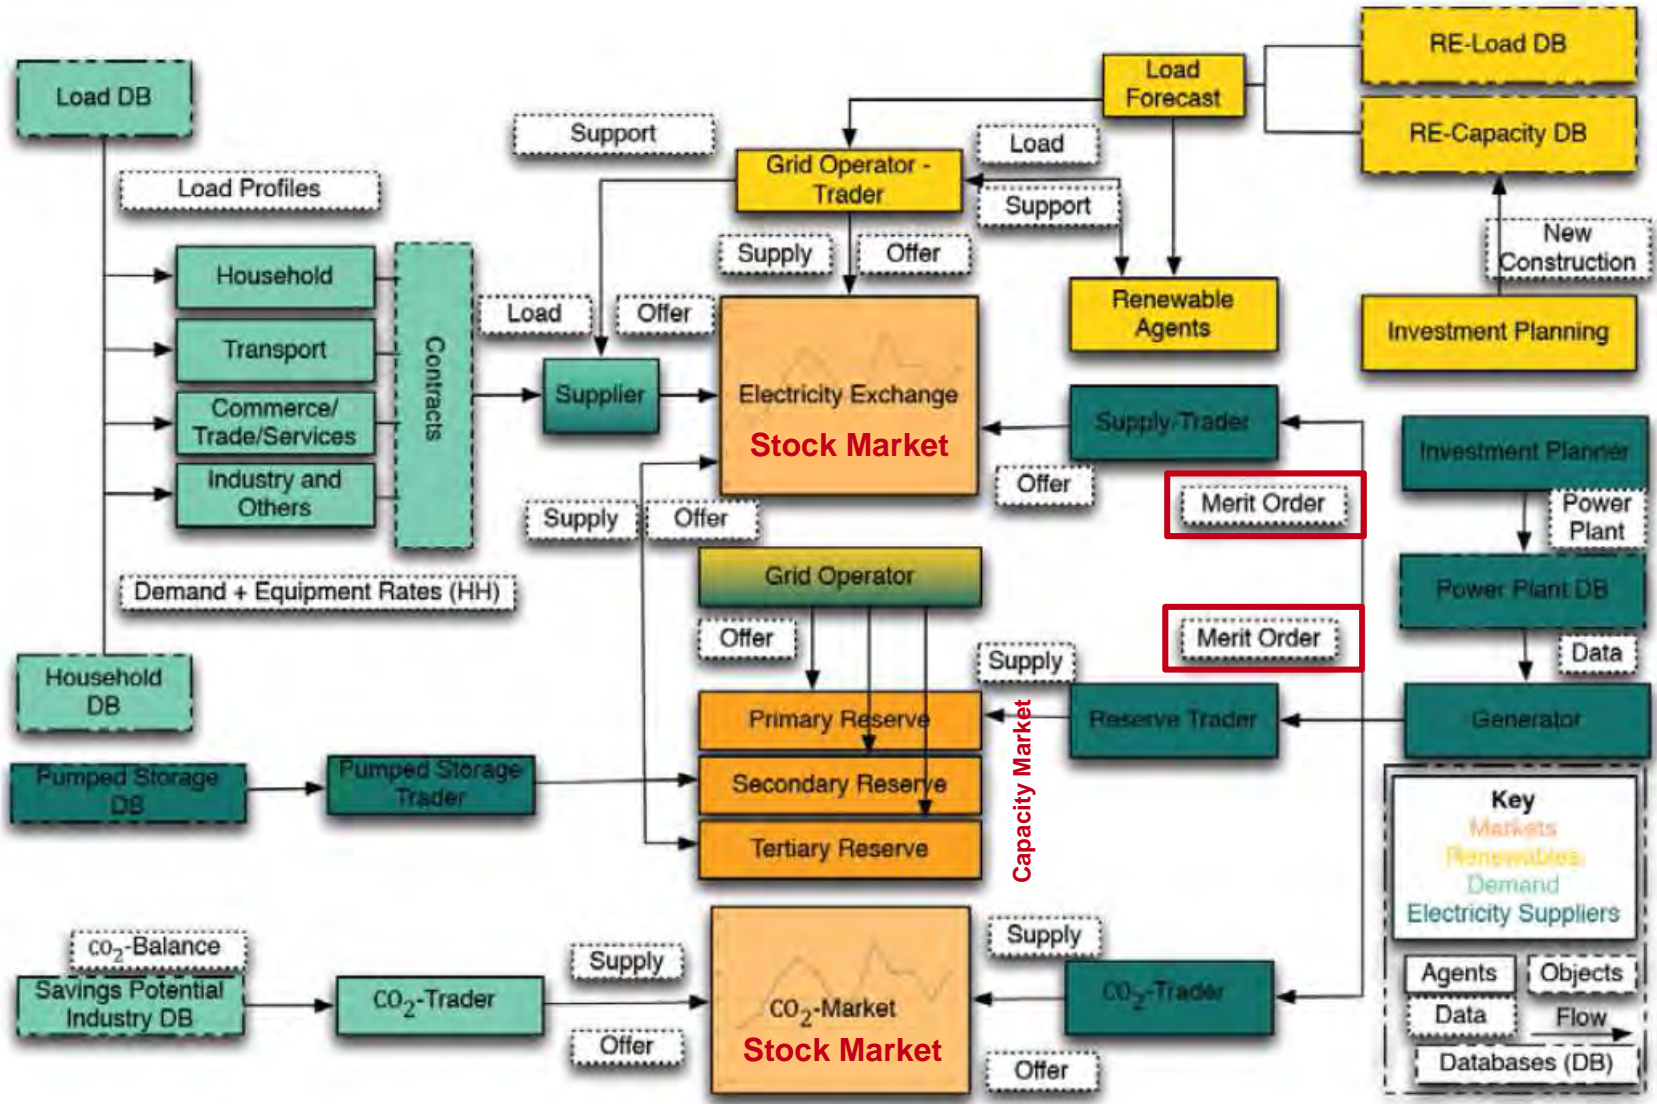 RE-Load DB
Load DB
Load
Forecast
RE-Capacity DB
Support
Load
Grid Operator -
Trader
Load Profiles
Support
Supply
Offer
New
Construction
Household
Load
Offer
Renewable
Agents
Investment Planning
Transport
Contracts
Supplier
Electricity Exchange
Stock Market
Supply-Trader
Commerce/
Trade/Services
Investment Planner
Industry and
Others
Offer
Merit Order
Supply
Offer
Power
Plant
Grid Operator
Demand + Equipment Rates (HH)
Power Plant DB
Offer
Merit Order
Supply
Data
Household
DB
Primary Reserve
Capacity Market
Reserve Trader
Generator
Pumped Storage
DB
Pumped Storage
Trader
Secondary Reserve
Tertiary Reserve
Key
Markets
Renewables
Demand
Electricity Suppliers
CO₂-Balance
Supply
Supply
Savings Potential
Industry DB
CO₂-Trader
CO₂-Market
Stock Market
CO₂-Trader
Offer
Offer
Agents
Objects
Data
Flow
Databases (DB)